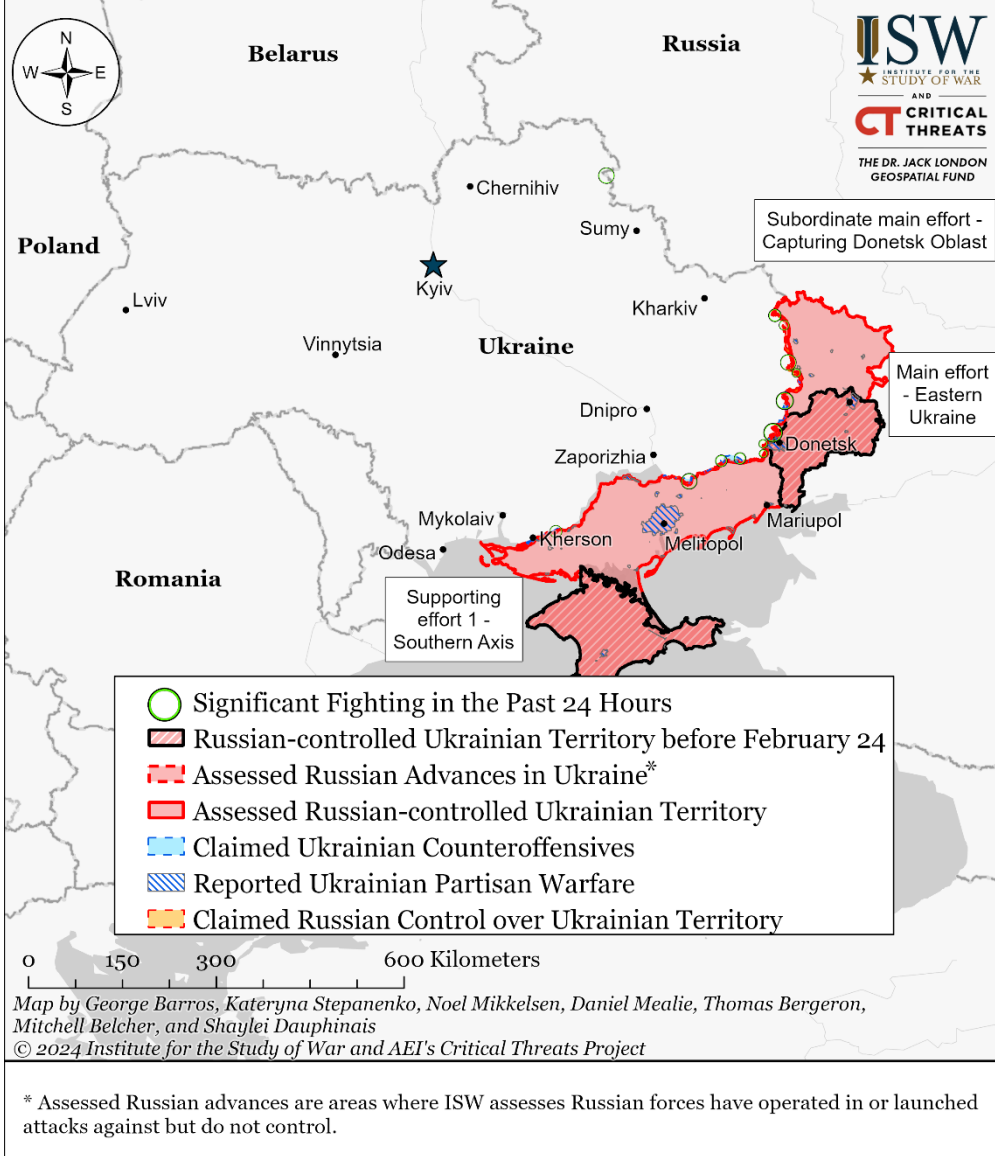 N
W
E
S
Belarus
Russia
ISW
INSTITUTE FOR THE
STUDY OF WAR
AND
CT CRITICAL
THREATS
THE DR. JACK LONDON
GEOSPATIAL FUND
Chernihiv
Sumy
Subordinate main effort -
Capturing Donetsk Oblast
Poland
Kyiv
Lviv
Kharkiv
Vinnytsia
Ukraine
Main effort
- Eastern
Ukraine
Dnipro
Donetsk
Zaporizhia
Mykolaiv
Mariupol
Kherson
Melitopol
Odesa
Romania
Supporting
effort 1 -
Southern Axis
Significant Fighting in the Past 24 Hours
Russian-controlled Ukrainian Territory before February 24
Assessed Russian Advances in Ukraine*
Assessed Russian-controlled Ukrainian Territory
Claimed Ukrainian Counteroffensives
Reported Ukrainian Partisan Warfare
Claimed Russian Control over Ukrainian Territory
0 150 300 600 Kilometers
Map by George Barros, Kateryna Stepanenko, Noel Mikkelsen, Daniel Mealie, Thomas Bergeron,
Mitchell Belcher, and Shaylei Dauphinais
© 2024 Institute for the Study of War and AEI's Critical Threats Project
* Assessed Russian advances are areas where ISW assesses Russian forces have operated in or launched
attacks against but do not control.